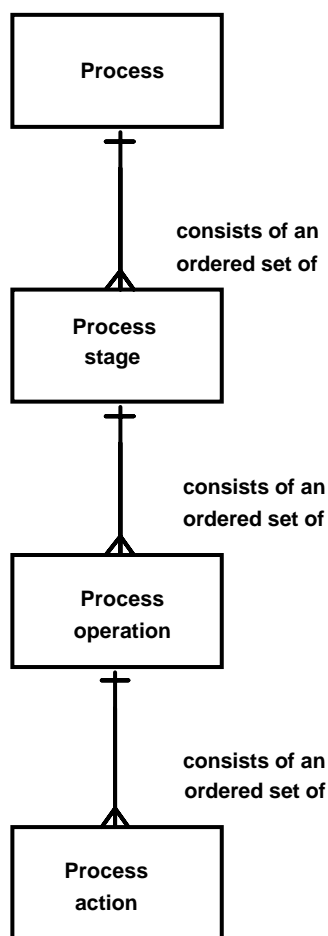 Process
consists of an
ordered set of
Process
stage
consists of an
ordered set of
Process
operation
consists of an
ordered set of
Process
action